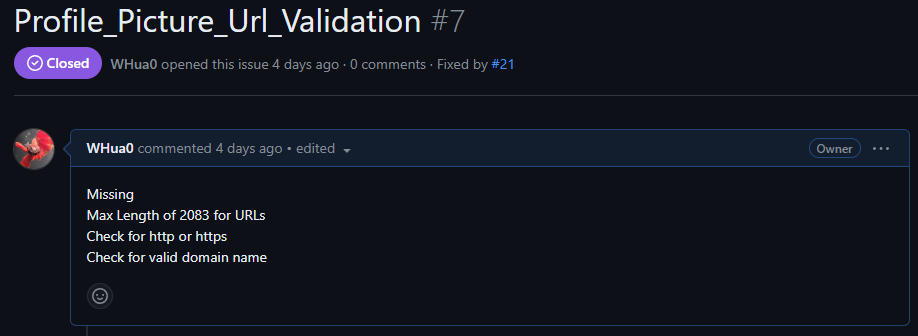 Profile_Picture_Url_Validation #7
Closed WHua0 opened this issue 4 days ago · 0 comments · Fixed by #21
WHua0 commented 4 days ago • edited Owner ...
Missing
Max Length of 2083 for URLs
Check for http or https
Check for valid domain name